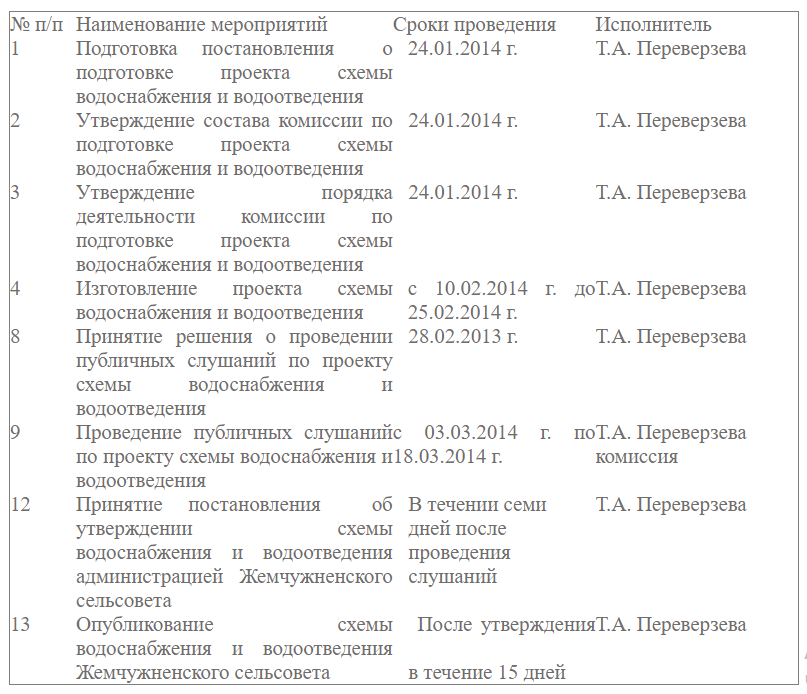 № п/п Наименование мероприятий Сроки проведения Исполнитель
1 Подготовка постановления о 24.01.2014 г. Т.А. Переверзева
подготовке проекта схемы
водоснабжения и водоотведения
2 Утверждение состава комиссии по 24.01.2014 г. Т.А. Переверзева
подготовке проекта схемы
водоснабжения и водоотведения
3 Утверждение порядка 24.01.2014 г. Т.А. Переверзева
деятельности комиссии по
подготовке проекта схемы
водоснабжения и водоотведения
4 Изготовление проекта схемы с 10.02.2014 г. до Т.А. Переверзева
водоснабжения и водоотведения 25.02.2014 г.
8 Принятие решения о проведении 28.02.2013 г. Т.А. Переверзева
публичных слушаний по проекту
схемы водоснабжения и
водоотведения
9 Проведение публичных слушаний с 03.03.2014 г. по Т.А. Переверзева
по проекту схемы водоснабжения и 18.03.2014 г. комиссия
водоотведения
12 Принятие постановления об В течении семи Т.А. Переверзева
утверждении схемы дней после
водоснабжения и водоотведения проведения
администрацией Жемчужненского слушаний
сельсовета
13 Опубликование схемы После утверждения Т.А. Переверзева
водоснабжения и водоотведения
Жемчужненского сельсовета в течение 15 дней